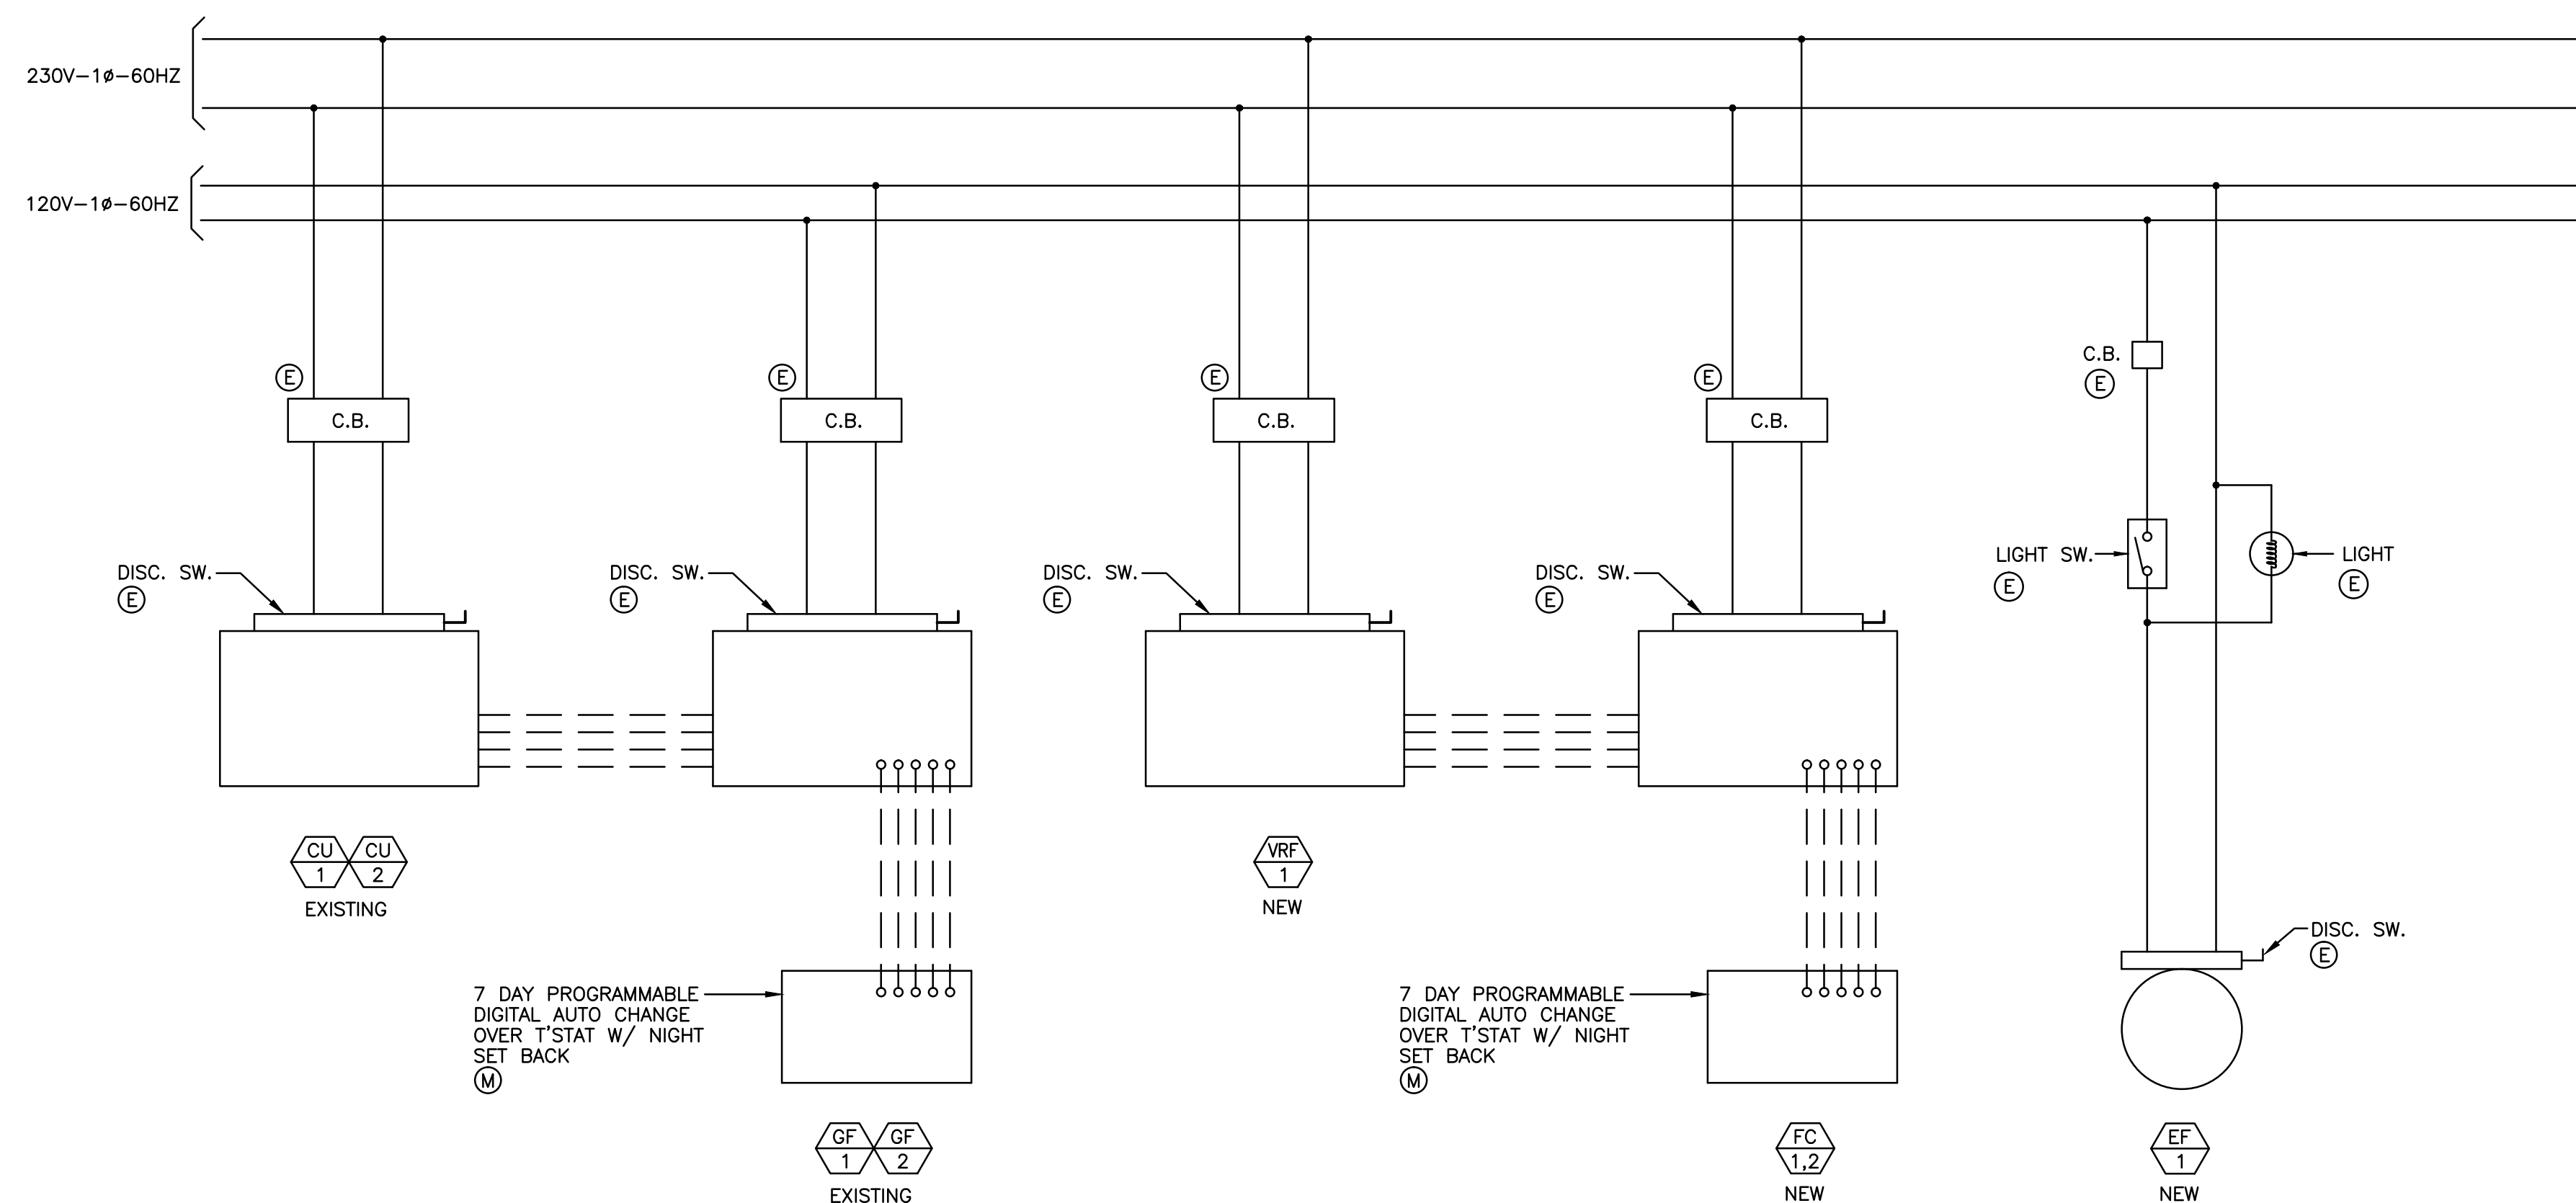 230V-1ø-60HZ
120V-1ø-60HZ
E
E
E
E
C.B.
C.B.
C.B.
C.B.
C.B.
E
DISC. SW.
E
DISC. SW.
E
DISC. SW.
E
DISC. SW.
E
LIGHT SW.
E
LIGHT
E
CU
1
CU
2
EXISTING
VRF
1
NEW
DISC. SW.
E
7 DAY PROGRAMMABLE
DIGITAL AUTO CHANGE
OVER T'STAT W/ NIGHT
SET BACK
M
7 DAY PROGRAMMABLE
DIGITAL AUTO CHANGE
OVER T'STAT W/ NIGHT
SET BACK
M
GF
1
GF
2
EXISTING
FC
1,2
NEW
EF
1
NEW